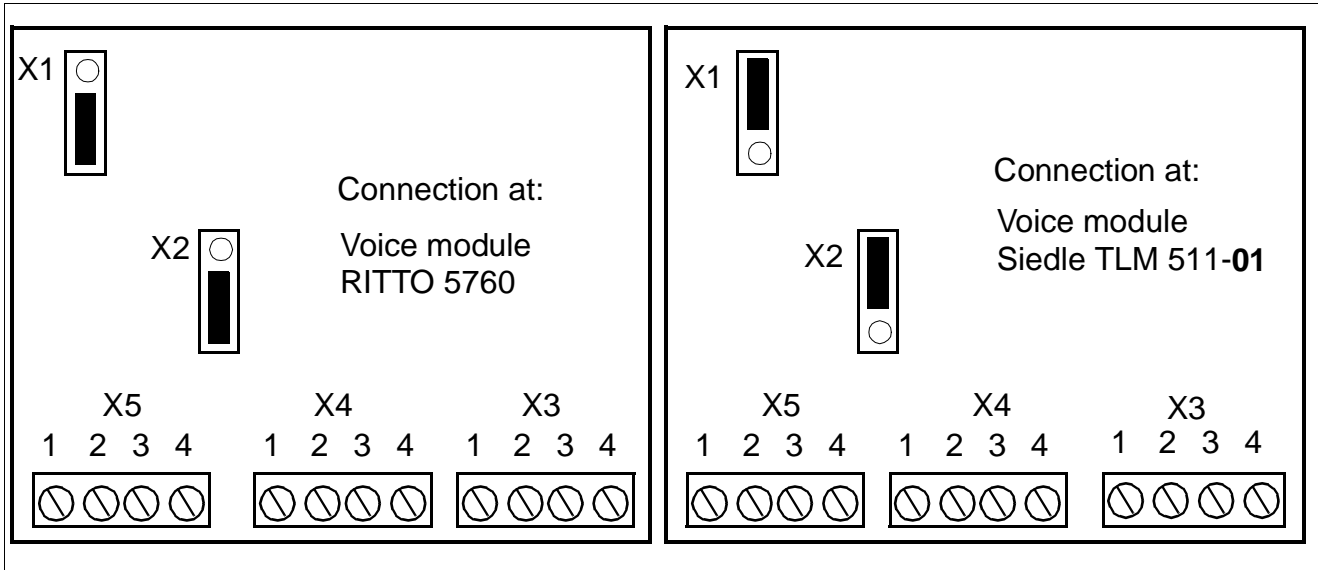 X1
Connection at:
X2
Voice module
RITTO 5760
X5 X4 X3
1 2 3 4 1 2 3 4 1 2 3 4
X1
Connection at:
Voice module
X2
Siedle TLM 511-01
X5 X4 X3
1 2 3 4 1 2 3 4 1 2 3 4